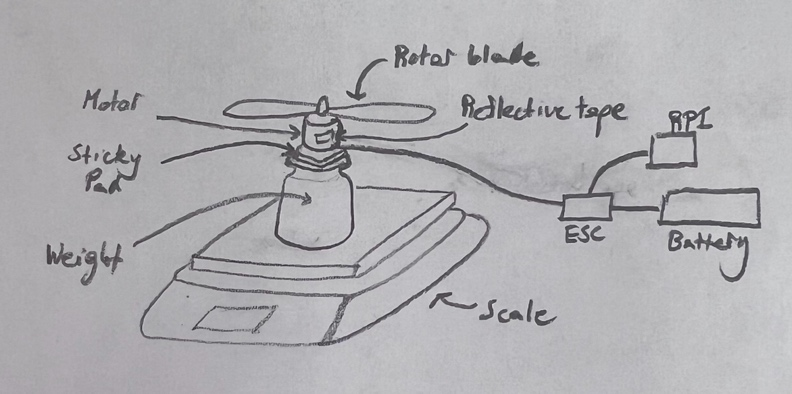 Rotor blade
Motor
Reflective tape
RPI
Sticky
Pad
ESC
Battery
Weight
Scale